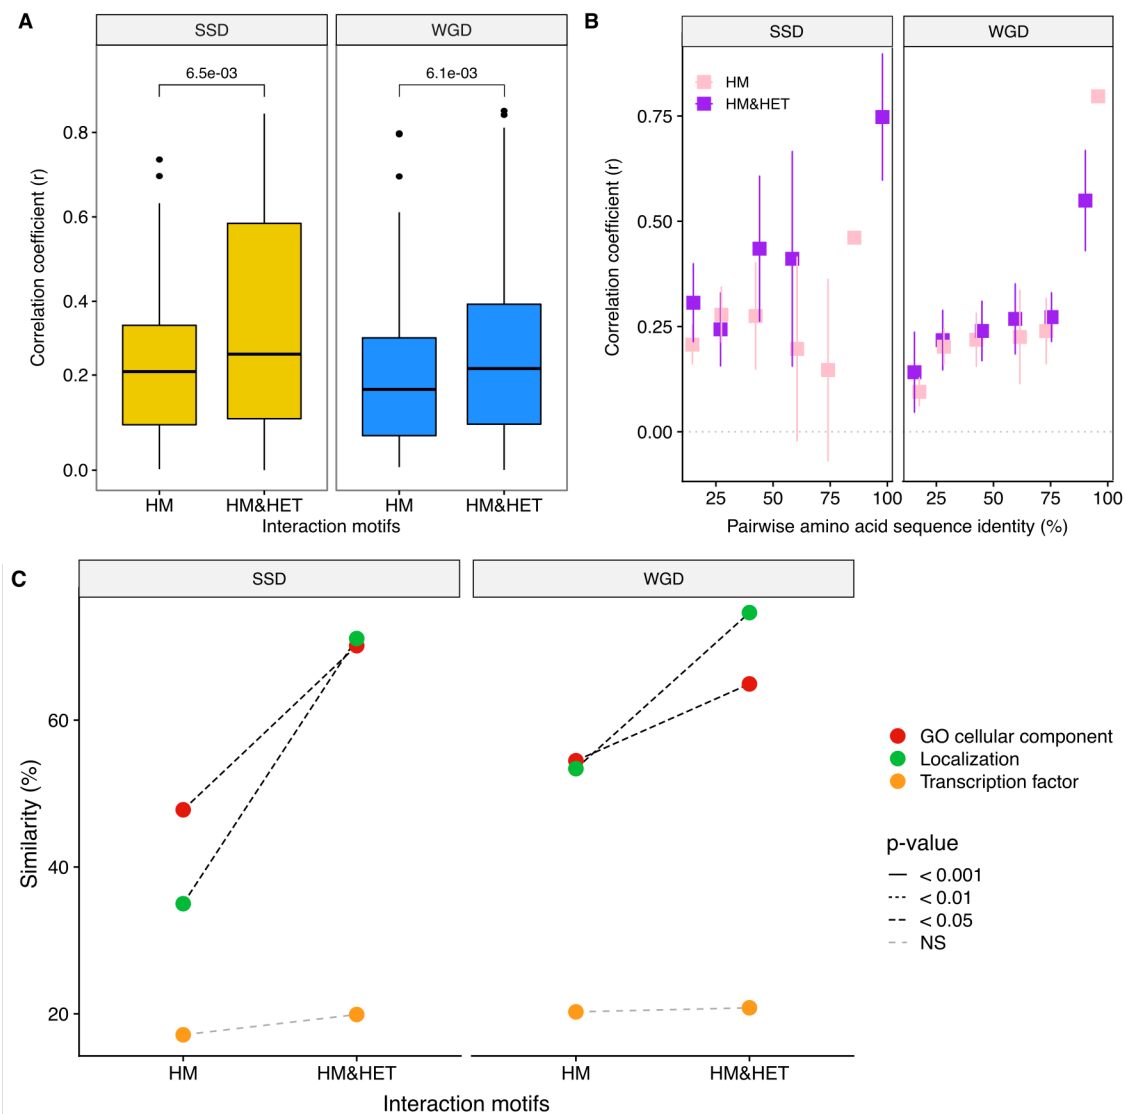 A
SSD
WGD
6.5e-03
6.1e-03
Correlation coefficient (r)
0.8
0.6
0.4
0.2
0.0
HM
HM&HET
HM
HM&HET
Interaction motifs
B
SSD
WGD
HM
HM&HET
Correlation coefficient (r)
0.75
0.50
0.25
0.00
25
50
75
100
25
50
75
100
Pairwise amino acid sequence identity (%)
C
SSD
WGD
Similarity (%)
60
40
20
HM
HM&HET
HM
HM&HET
Interaction motifs
GO cellular component
Localization
Transcription factor
p-value
< 0.001
< 0.01
< 0.05
NS